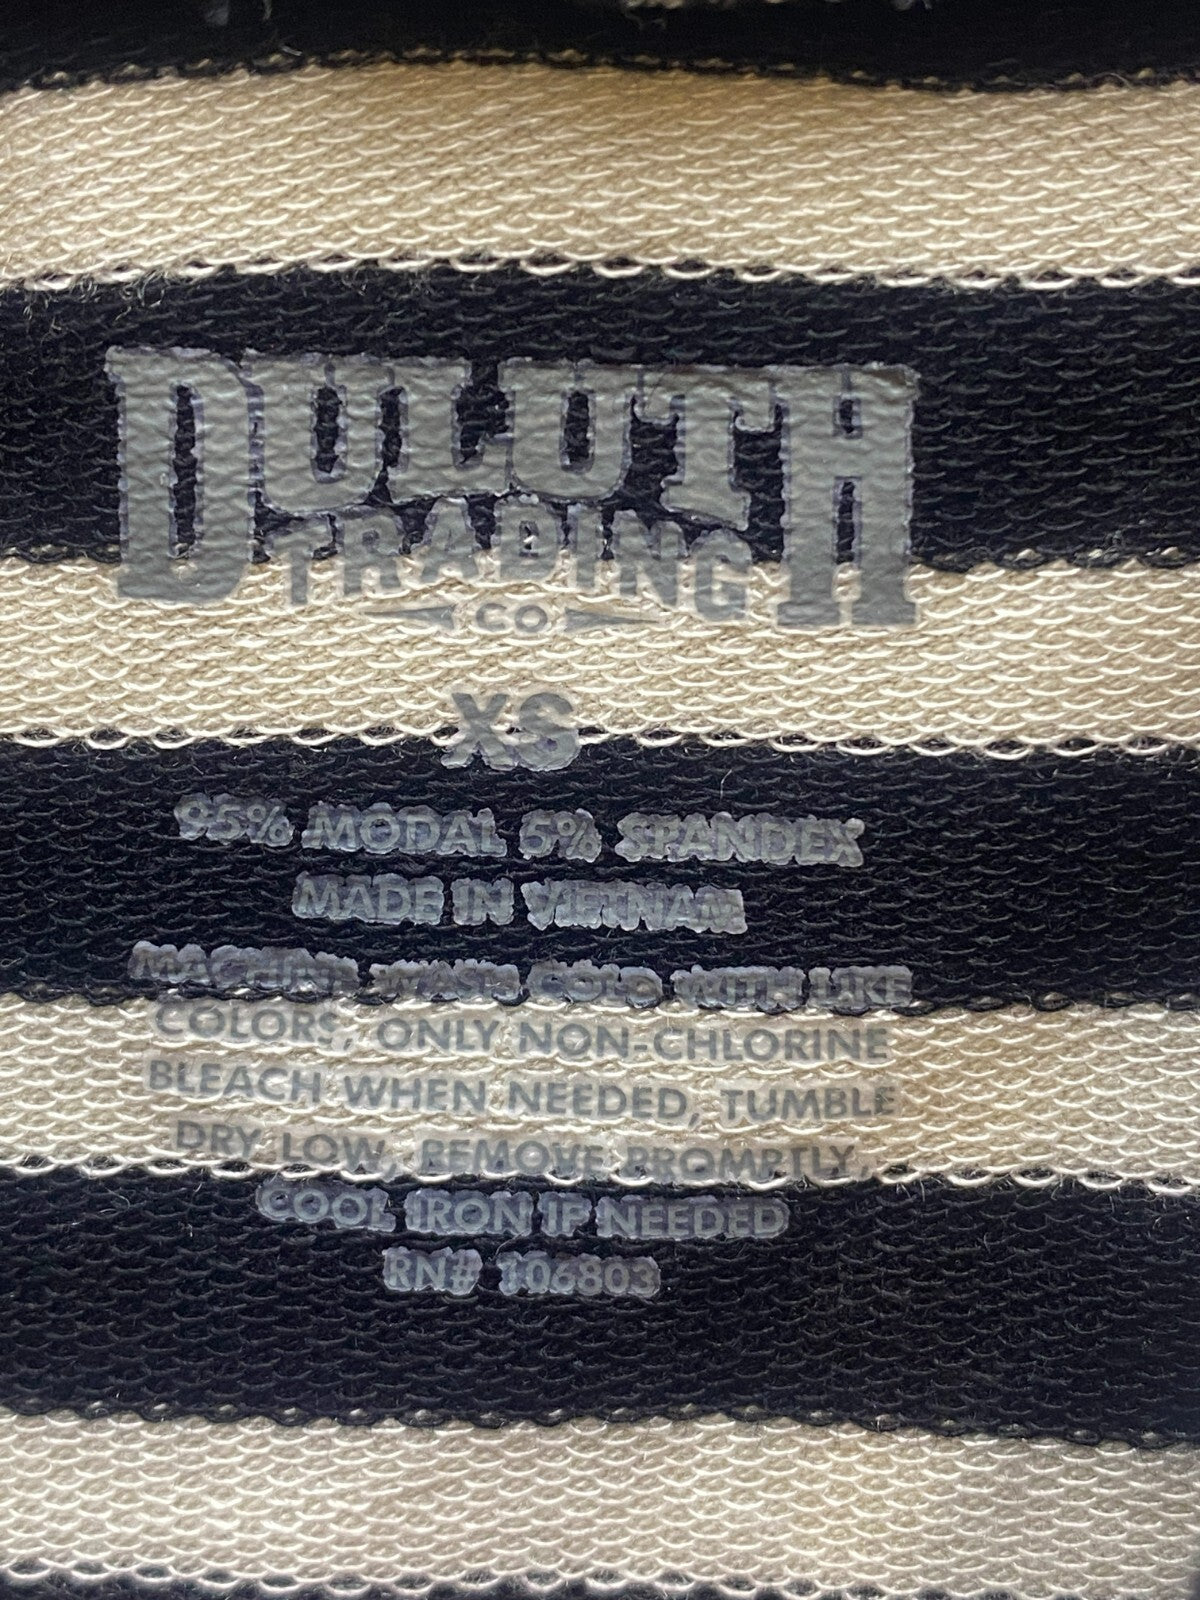 DULUTH
TRADING
CO
XS
95% MODAL 5% SPANDEX
MADE IN VIETNAM
MACHINE WASH COLD WITH LIKE
COLORS, ONLY NON-CHLORINE
BLEACH WHEN NEEDED, TUMBLE
DRY LOW, REMOVE PROMPTLY,
COOL IRON IF NEEDED
RN# 106803